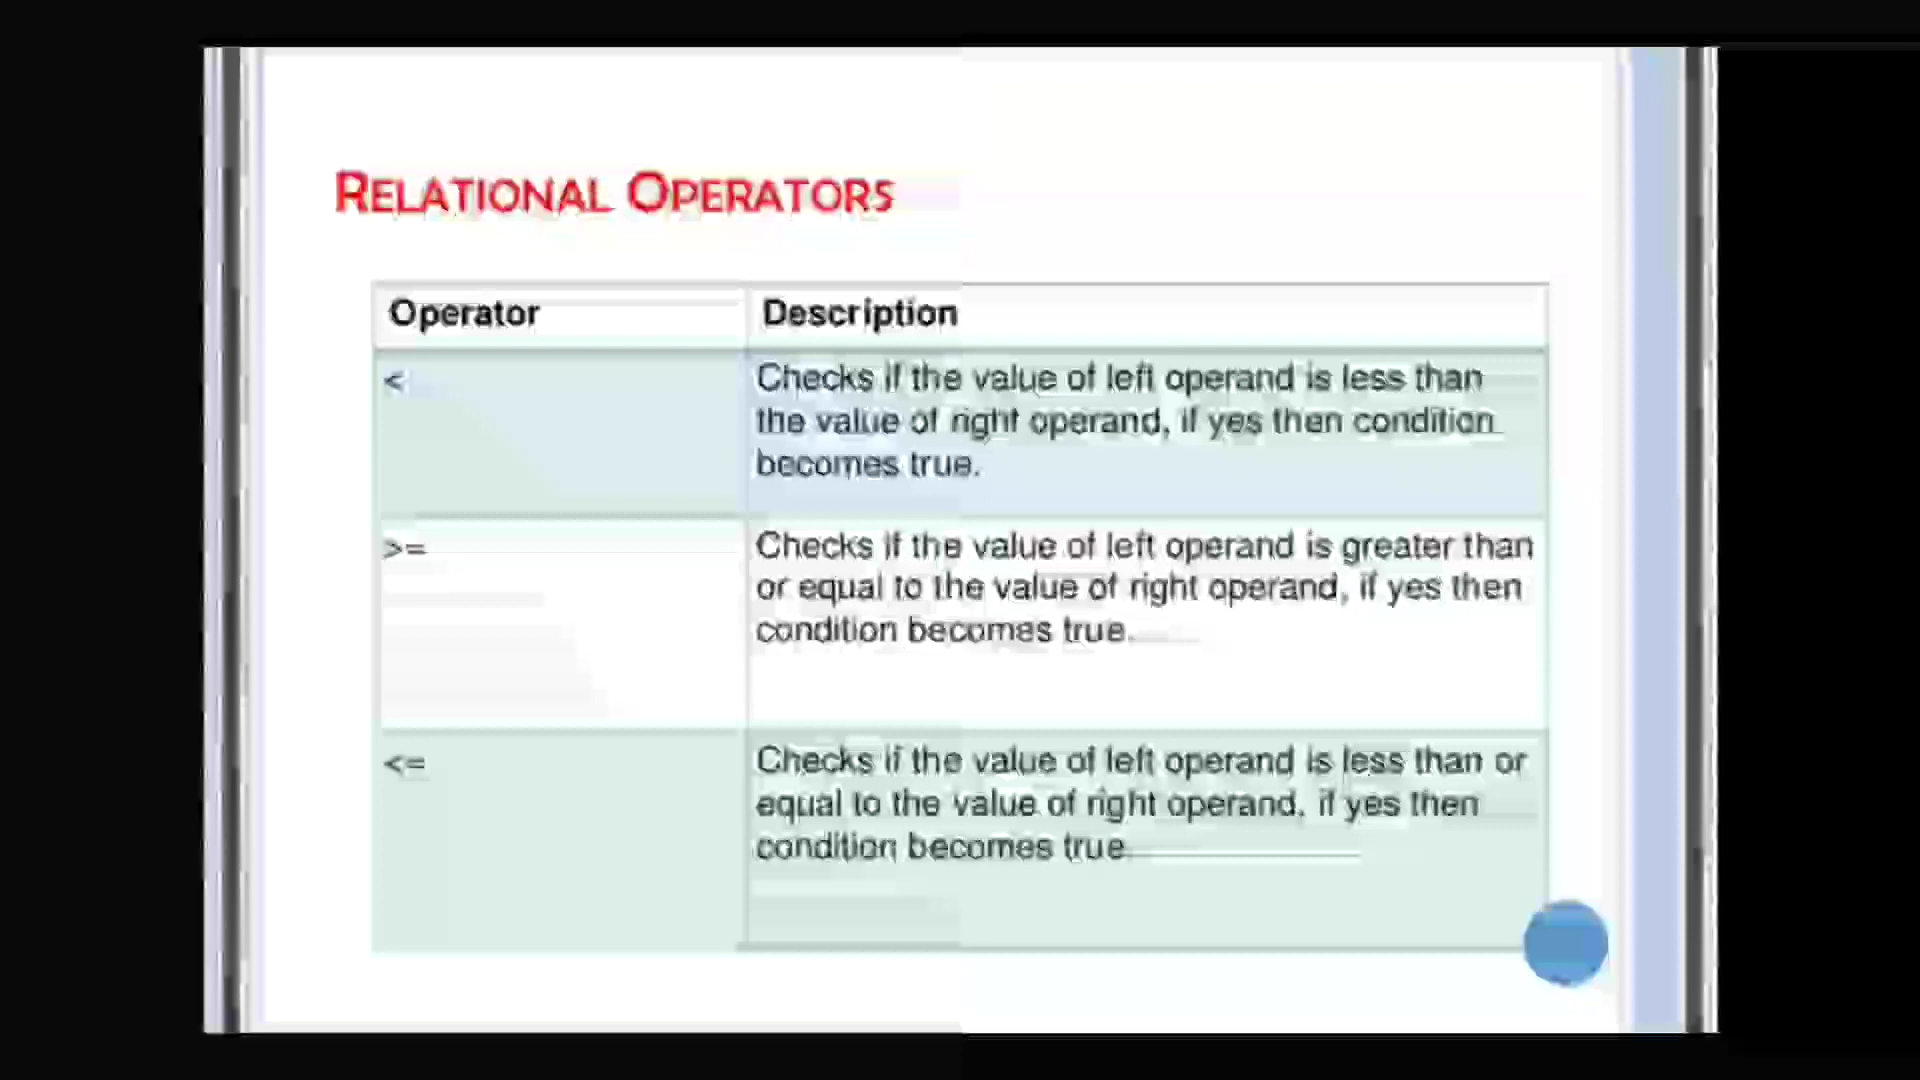 RELATIONAL OPERATORS
Operator Description
< Checks if the value of left operand is less than
the value of right operand, if yes then condition
becomes true.
>= Checks if the value of left operand is greater than
or equal to the value of right operand, if yes then
condition becomes true.
<= Checks if the value of left operand is less than or
equal to the value of right operand, if yes then
condition becomes true.